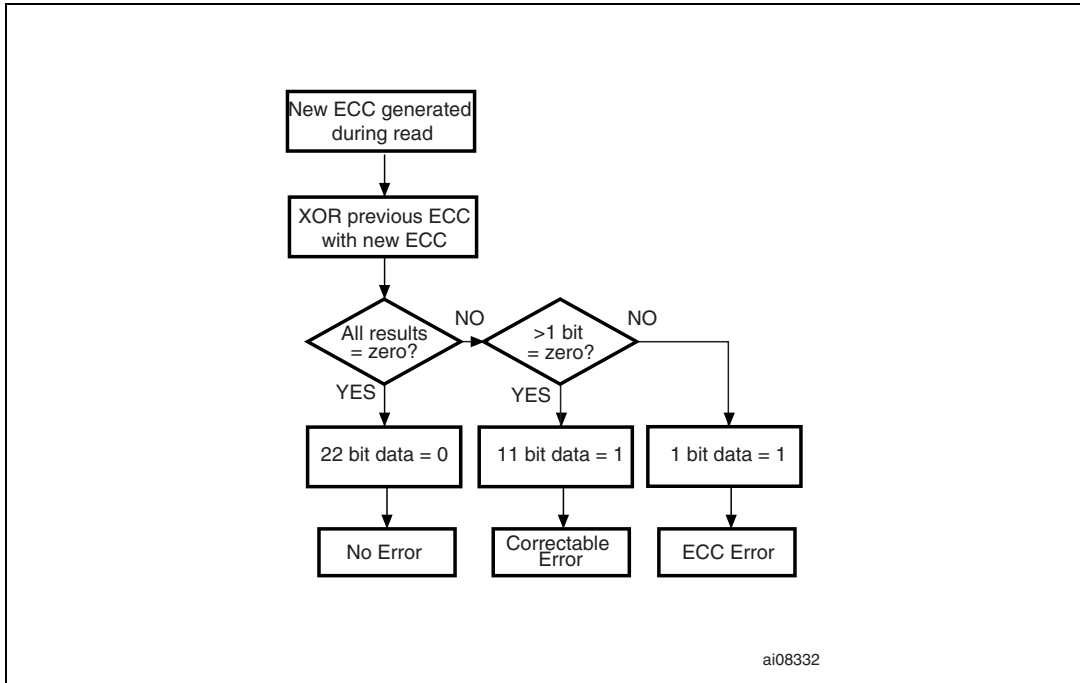 New ECC generated
during read
XOR previous ECC
with new ECC
All results
= zero?
NO
>1 bit
= zero?
NO
YES
YES
22 bit data = 0
11 bit data = 1
1 bit data = 1
No Error
Correctable
Error
ECC Error
ai08332